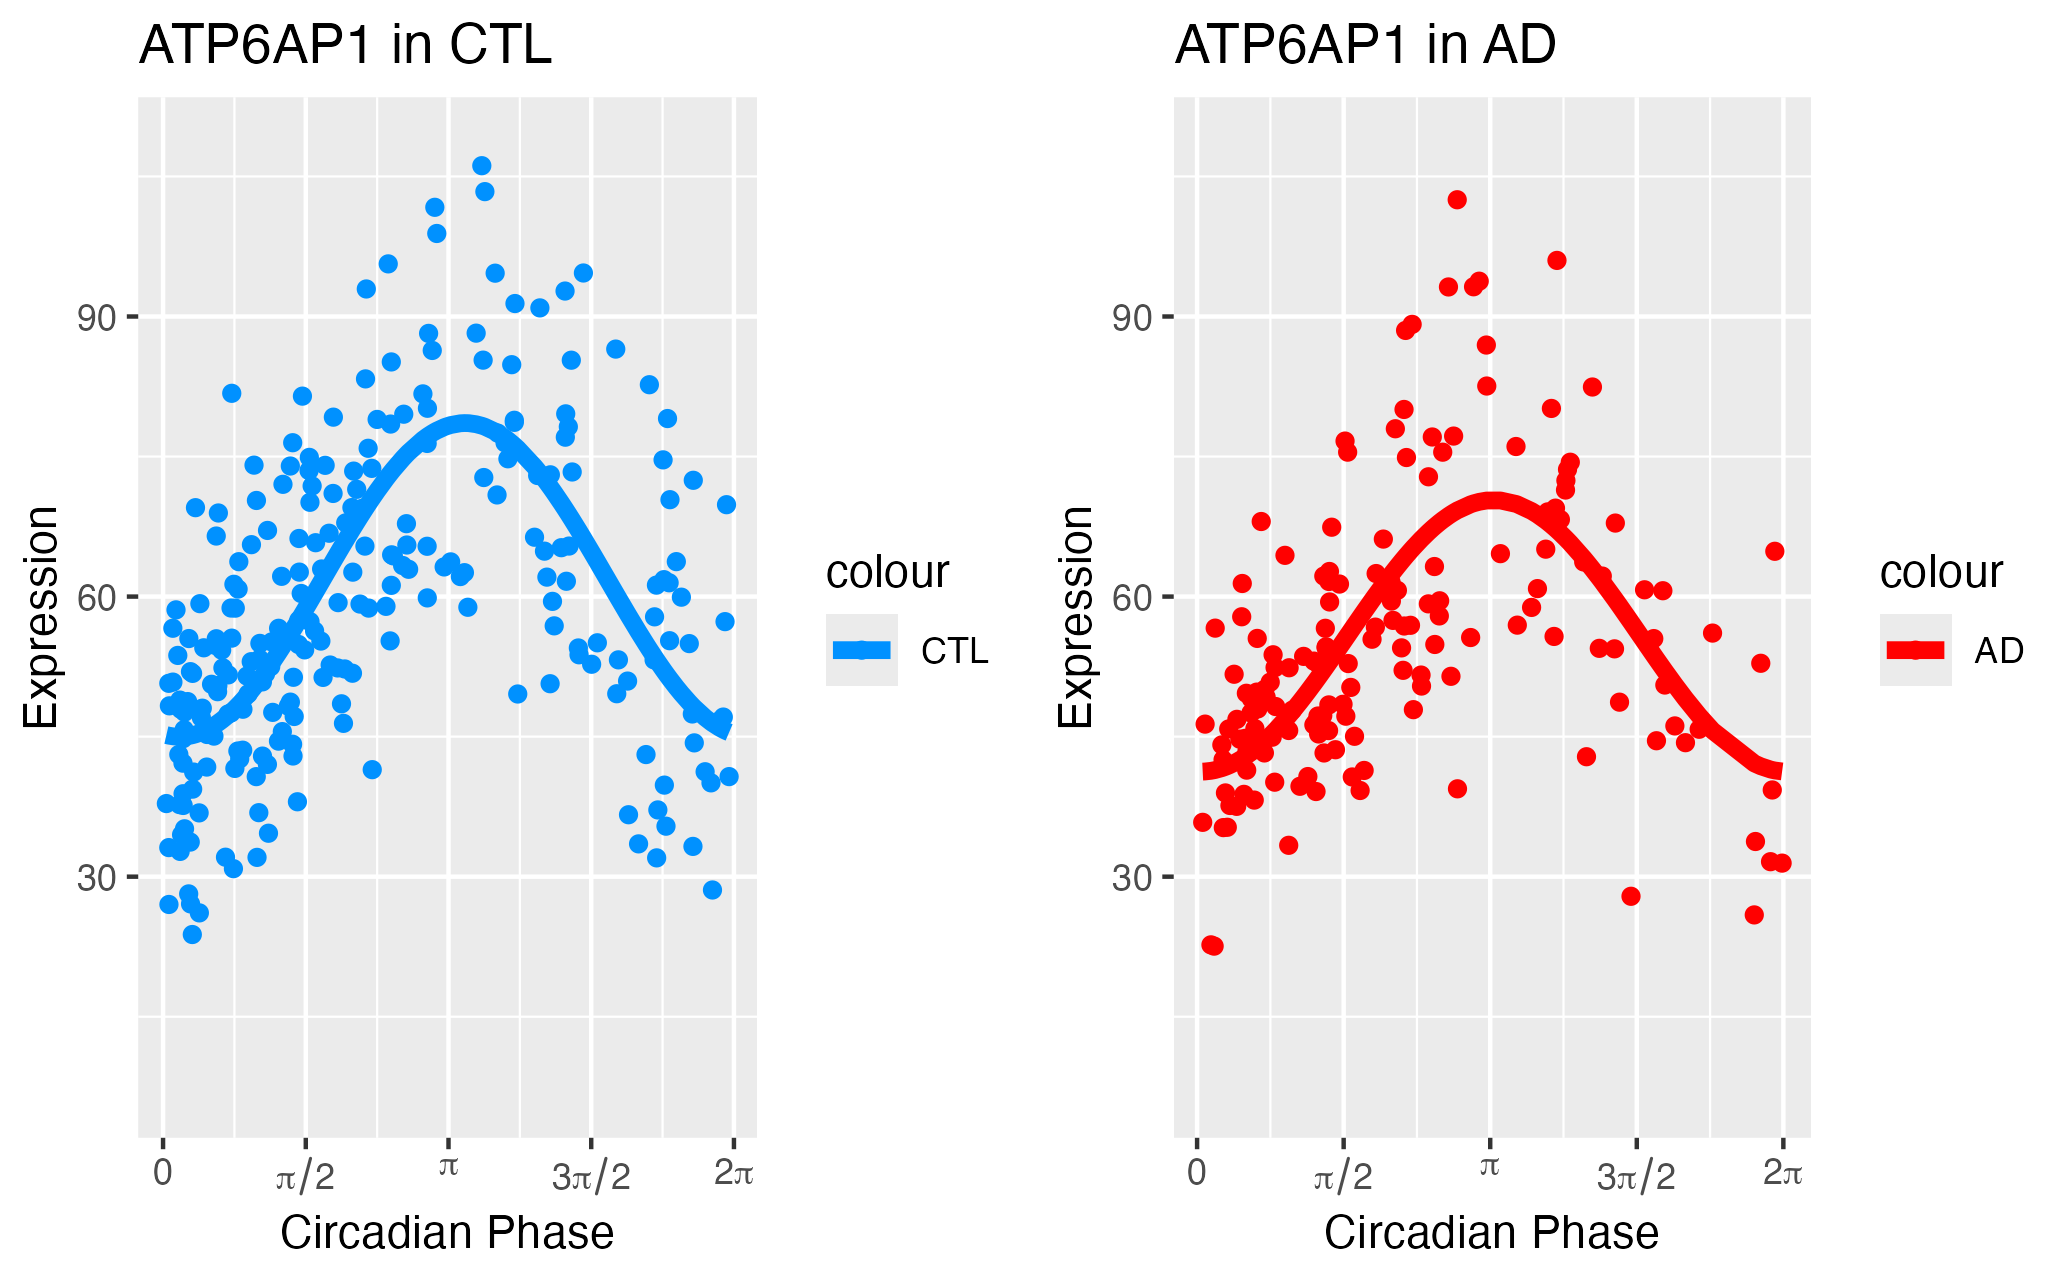 ATP6AP1 in CTL
Expression
90
60
30
0
π/2
π
3π/2
2π
Circadian Phase
colour
CTL
ATP6AP1 in AD
Expression
90
60
30
0
π/2
π
3π/2
2π
Circadian Phase
colour
AD